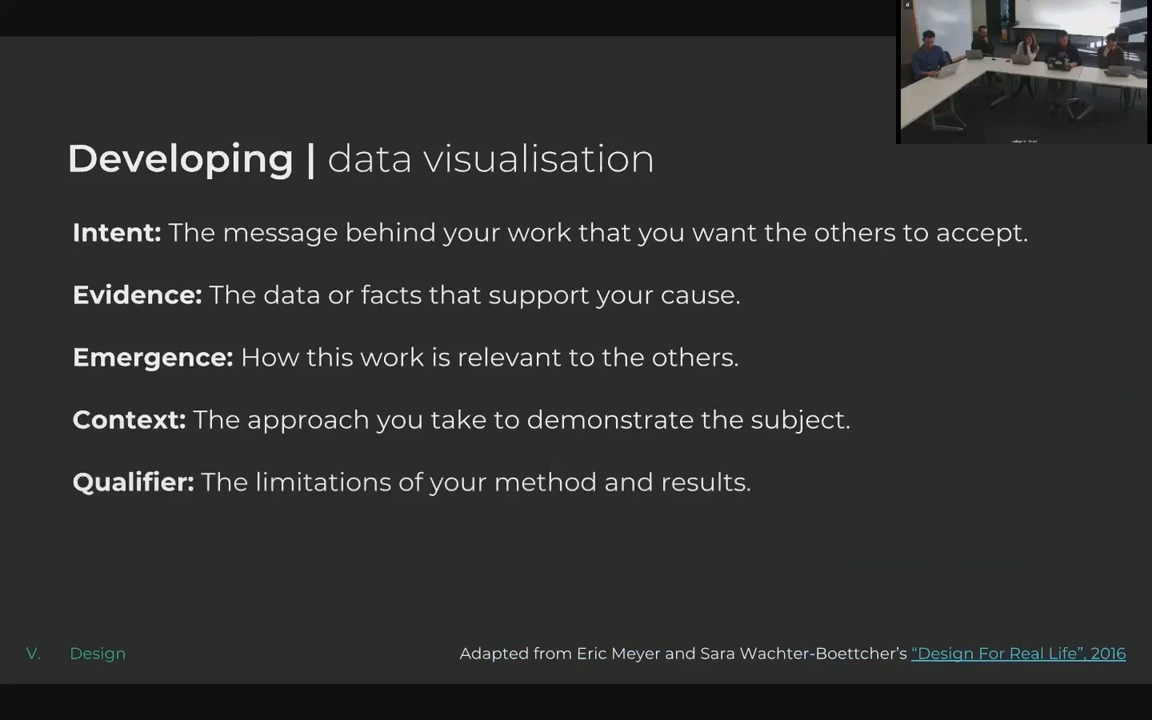 Developing | data visualisation
Intent: The message behind your work that you want the others to accept.
Evidence: The data or facts that support your cause.
Emergence: How this work is relevant to the others.
Context: The approach you take to demonstrate the subject.
Qualifier: The limitations of your method and results.
V. Design
Adapted from Eric Meyer and Sara Wachter-Boettcher’s “Design For Real Life”, 2016